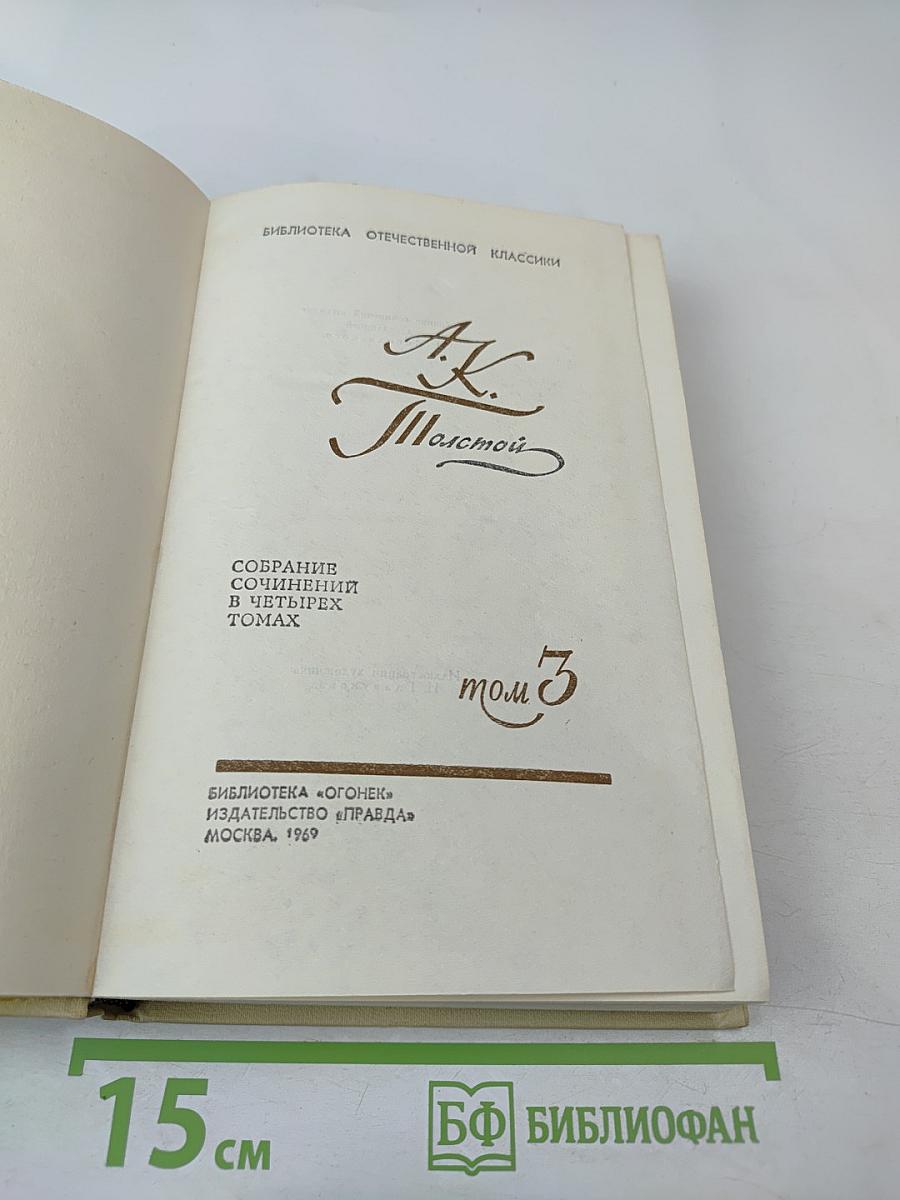 БИБЛИОТЕКА ОТЕЧЕСТВЕННОЙ КЛАССИКИ
А. К.
Толстой
СОБРАНИЕ
СОЧИНЕНИЙ
В ЧЕТЫРЕХ
ТОМАХ
том 3
БИБЛИОТЕКА «ОГОНЕК»
ИЗДАТЕЛЬСТВО «ПРАВДА»
МОСКВА. 1969
15 см
БФ БИБЛИОФАН